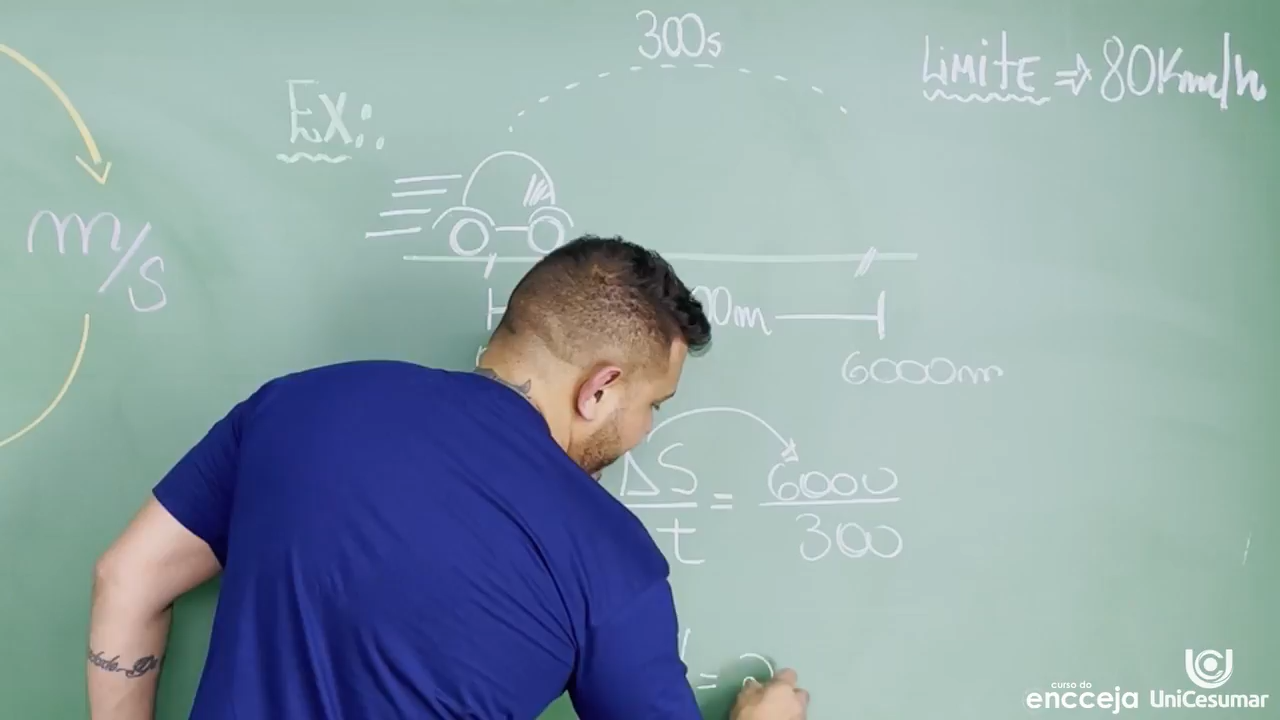 300s
LIMITE ⇒ 80Km/h
Ex:.
m/s
00m
6000m
ΔS/t = 6000/300
=
curso do
encceja UniCesumar